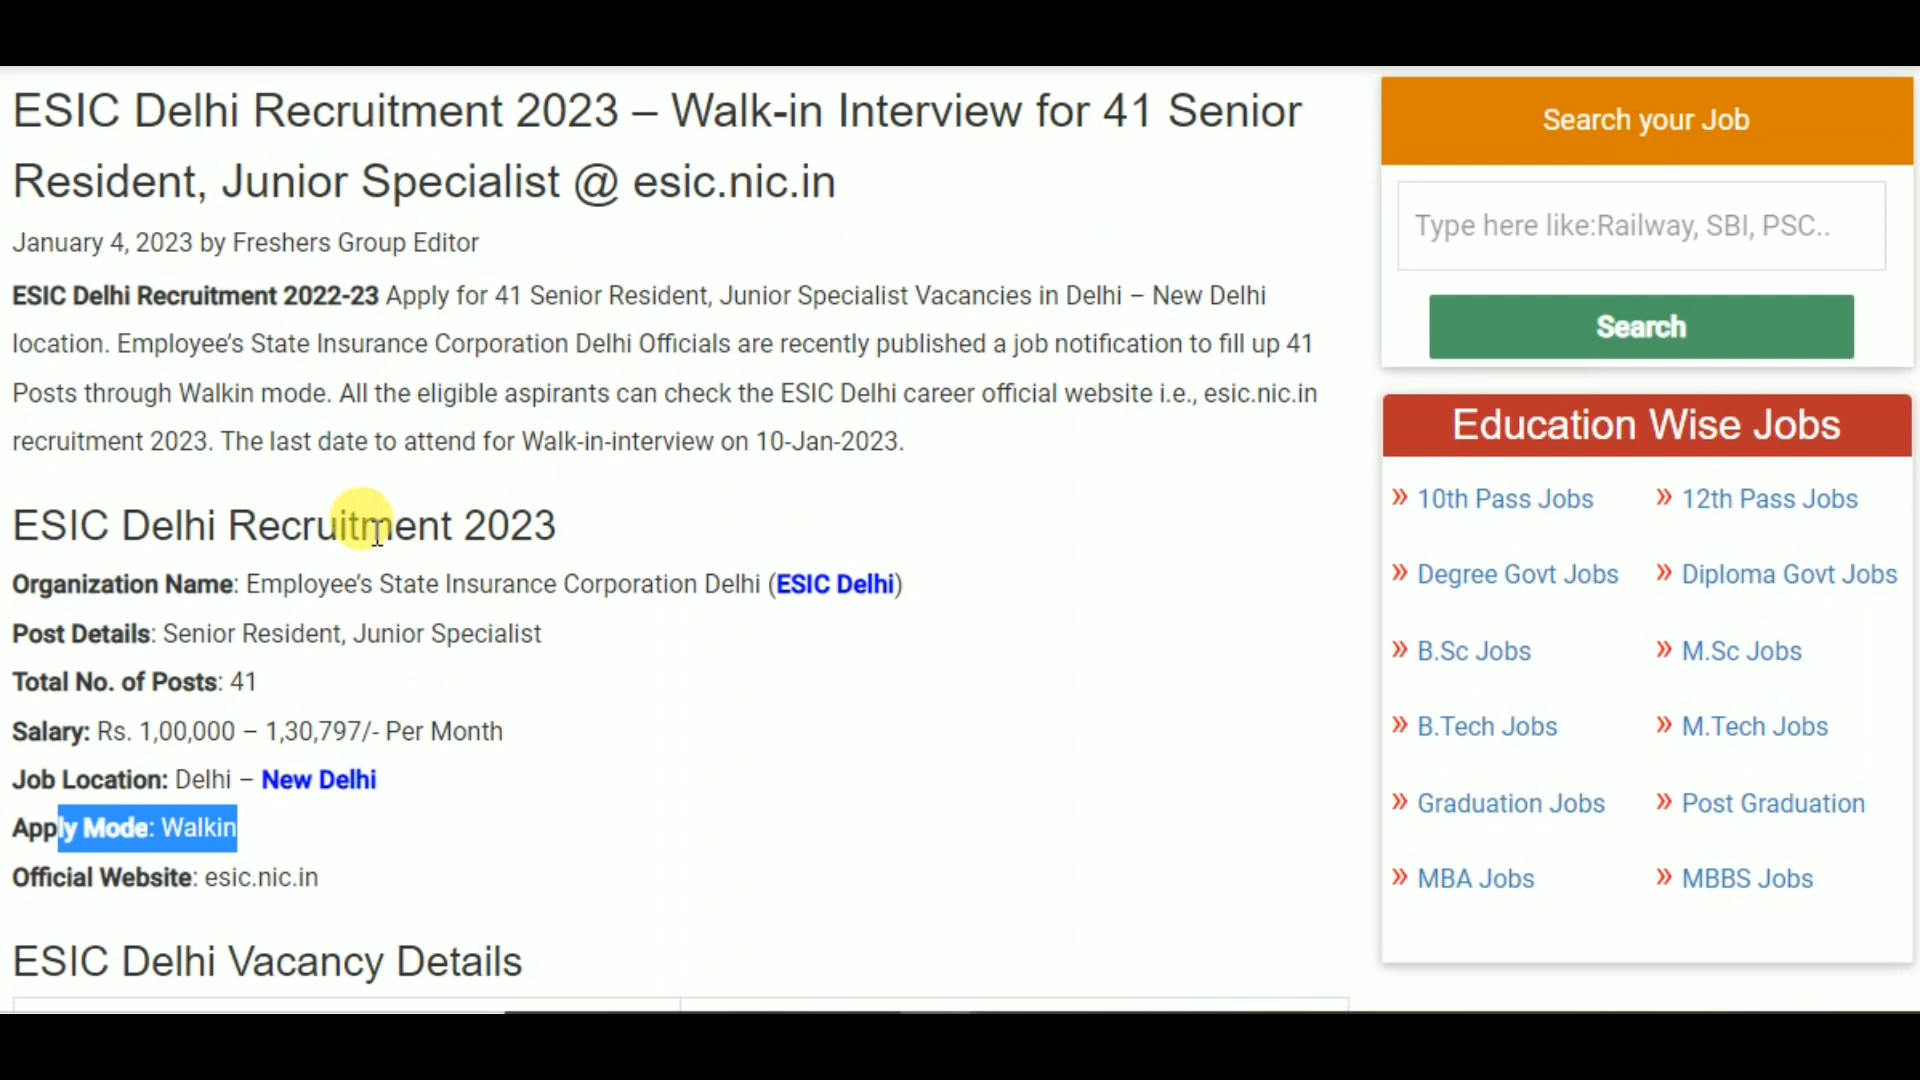 ESIC Delhi Recruitment 2023 – Walk-in Interview for 41 Senior
Resident, Junior Specialist @ esic.nic.in
January 4, 2023 by Freshers Group Editor
ESIC Delhi Recruitment 2022-23 Apply for 41 Senior Resident, Junior Specialist Vacancies in Delhi – New Delhi
location. Employee’s State Insurance Corporation Delhi Officials are recently published a job notification to fill up 41
Posts through Walkin mode. All the eligible aspirants can check the ESIC Delhi career official website i.e., esic.nic.in
recruitment 2023. The last date to attend for Walk-in-interview on 10-Jan-2023.
ESIC Delhi Recruitment 2023
Organization Name: Employee’s State Insurance Corporation Delhi (ESIC Delhi)
Post Details: Senior Resident, Junior Specialist
Total No. of Posts: 41
Salary: Rs. 1,00,000 – 1,30,797/- Per Month
Job Location: Delhi – New Delhi
Apply Mode: Walkin
Official Website: esic.nic.in
ESIC Delhi Vacancy Details
Search your Job
Type here like:Railway, SBI, PSC..
Search
Education Wise Jobs
» 10th Pass Jobs » 12th Pass Jobs
» Degree Govt Jobs » Diploma Govt Jobs
» B.Sc Jobs » M.Sc Jobs
» B.Tech Jobs » M.Tech Jobs
» Graduation Jobs » Post Graduation
» MBA Jobs » MBBS Jobs